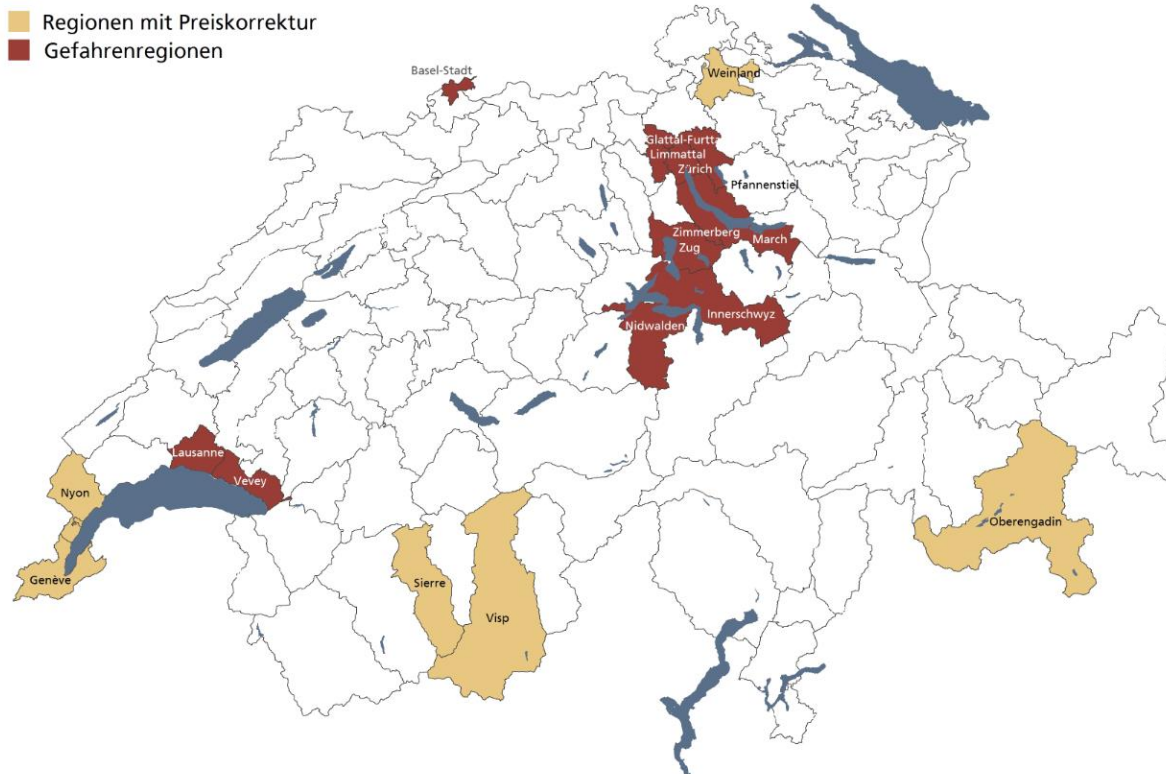 Regionen mit Preiskorrektur
Gefahrenregionen
Basel-Stadt
Weinland
Glattal-Furtta
Limmattal
Zürich
Pfannenstiel
Zimmerberg
March
Zug
Innerschwyz
Nidwalden
Lausanne
Vevey
Nyon
Genève
Sierre
Visp
Oberengadin